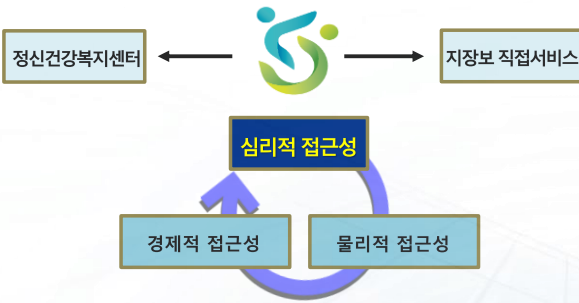 정신건강복지센터
지장보 직접서비스
심리적 접근성
경제적 접근성
물리적 접근성